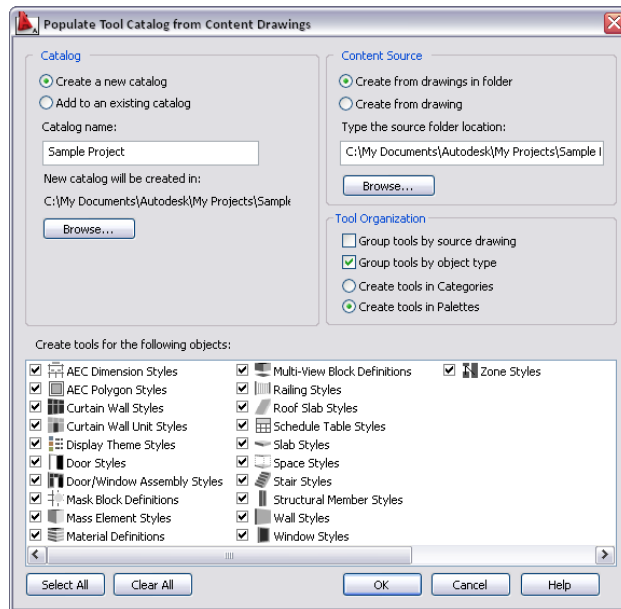 Populate Tool Catalog from Content Drawings
Catalog
Create a new catalog
Add to an existing catalog
Catalog name:
Sample Project
New catalog will be created in:
C:\My Documents\Autodesk\My Projects\Sample
Browse...
Content Source
Create from drawings in folder
Create from drawing
Type the source folder location:
C:\My Documents\Autodesk\My Projects\Sample
Browse...
Tool Organization
Group tools by source drawing
Group tools by object type
Create tools in Categories
Create tools in Palettes
Create tools for the following objects:
AEC Dimension Styles
AEC Polygon Styles
Curtain Wall Styles
Curtain Wall Unit Styles
Display Theme Styles
Door Styles
Door/Window Assembly Styles
Mask Block Definitions
Mass Element Styles
Material Definitions
Multi-View Block Definitions
Railing Styles
Roof Slab Styles
Schedule Table Styles
Slab Styles
Space Styles
Stair Styles
Structural Member Styles
Wall Styles
Window Styles
Zone Styles
Select All
Clear All
OK
Cancel
Help